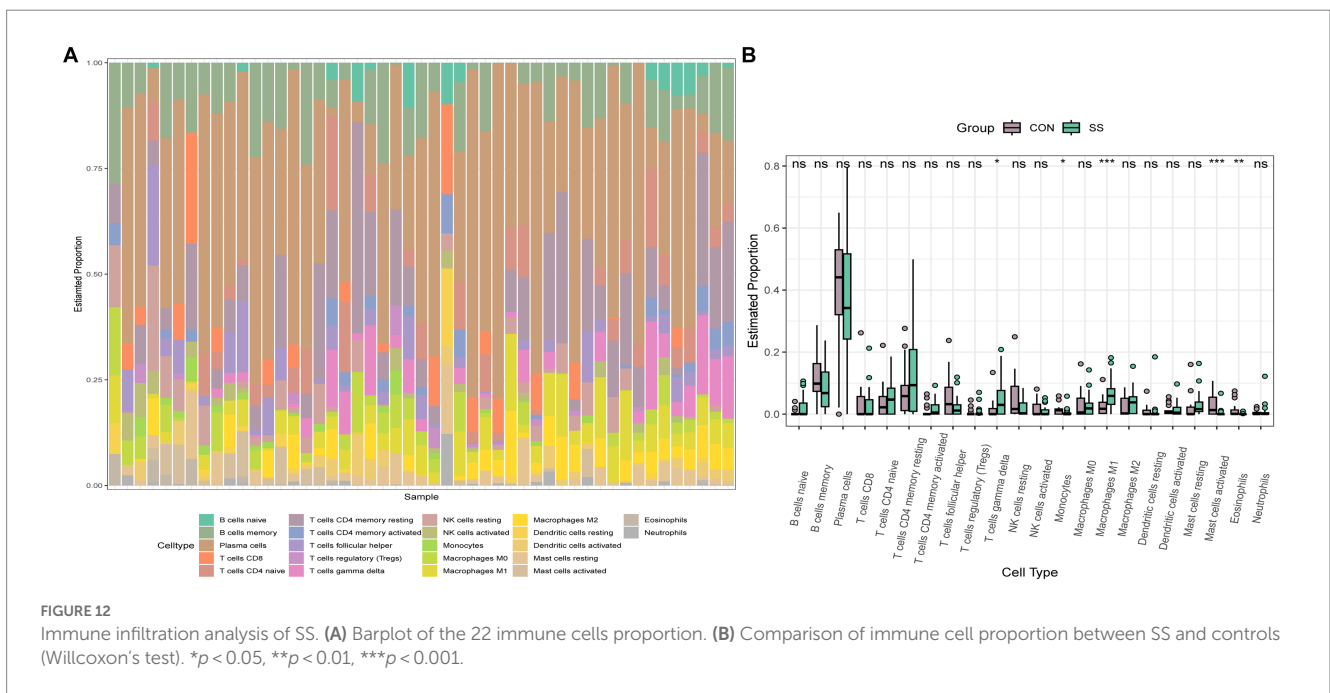 A
1.00
0.75
0.50
0.25
0.00
Estiamted Proportion
Sample
Celltype
B cells naive
B cells memory
Plasma cells
T cells CD8
T cells CD4 naive
T cells CD4 memory resting
T cells CD4 memory activated
T cells follicular helper
T cells regulatory (Tregs)
T cells gamma delta
NK cells resting
NK cells activated
Monocytes
Macrophages M0
Macrophages M1
Macrophages M2
Dendritic cells resting
Dendritic cells activated
Mast cells resting
Mast cells activated
Eosinophils
Neutrophils
B
Group CON SS
ns ns ns ns ns ns ns ns ns * ns ns * ns *** ns ns ns ns *** ** ns
0.8
0.6
0.4
0.2
0.0
Estimated Proportion
B cells naive
B cells memory
Plasma cells
T cells CD8
T cells CD4 naive
T cells CD4 memory resting
T cells CD4 memory activated
T cells follicular helper
T cells regulatory (Tregs)
T cells gamma delta
NK cells resting
NK cells activated
Monocytes
Macrophages M0
Macrophages M1
Macrophages M2
Dendritic cells resting
Dendritic cells activated
Mast cells resting
Mast cells activated
Eosinophils
Neutrophils
Cell Type
FIGURE 12
Immune infiltration analysis of SS. (A) Barplot of the 22 immune cells proportion. (B) Comparison of immune cell proportion between SS and controls
(Willcoxon's test). *p < 0.05, **p < 0.01, ***p < 0.001.